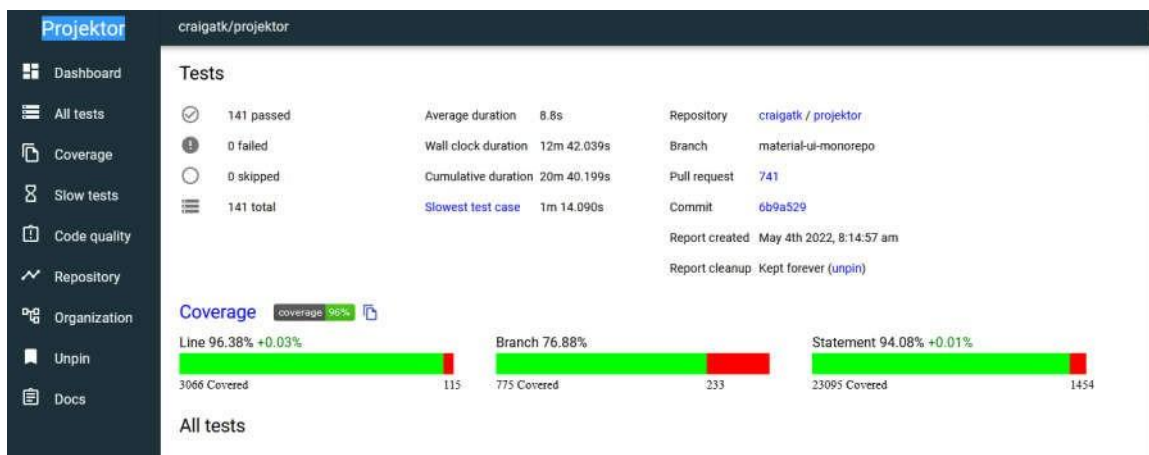 Projektor
craigatk/projektor
Dashboard
All tests
Coverage
Slow tests
Code quality
Repository
Organization
Unpin
Docs
Tests
141 passed
0 failed
0 skipped
141 total
Average duration 8.8s
Wall clock duration 12m 42.039s
Cumulative duration 20m 40.199s
Slowest test case 1m 14.090s
Repository craigatk / projektor
Branch material-ui-monorepo
Pull request 741
Commit 6b9a529
Report created May 4th 2022, 8:14:57 am
Report cleanup Kept forever (unpin)
Coverage coverage 96%
Line 96.38% +0.03%
3066 Covered 115
Branch 76.88%
775 Covered 233
Statement 94.08% +0.01%
23095 Covered 1454
All tests